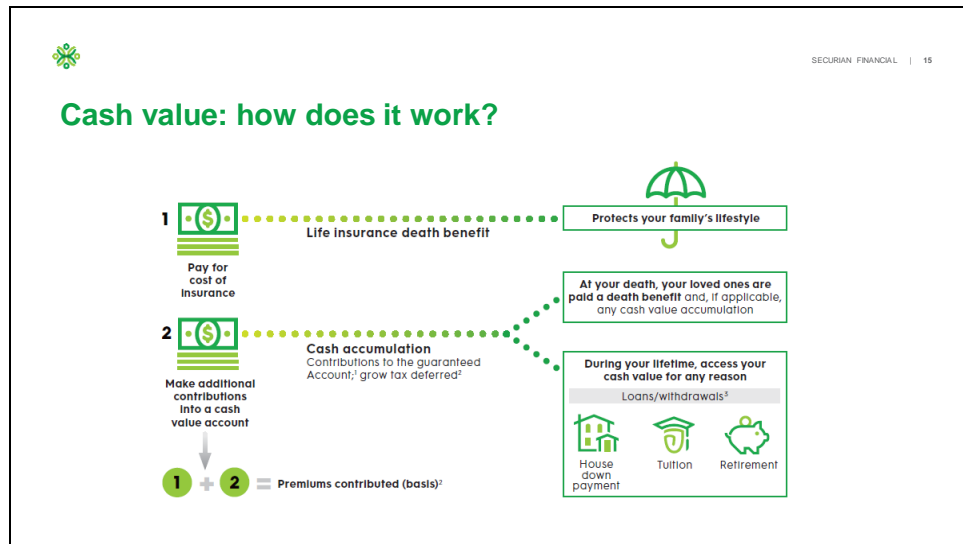 SECURIAN FINANCIAL | 15
Cash value: how does it work?
1
$
Pay for
cost of
insurance
Life insurance death benefit
Protects your family's lifestyle
2
$
Make additional
contributions
into a cash
value account
Cash accumulation
Contributions to the guaranteed
Account;¹ grow tax deferred²
At your death, your loved ones are
paid a death benefit and, if applicable,
any cash value accumulation
During your lifetime, access your
cash value for any reason
Loans/withdrawals³
House
down
payment
Tuition
Retirement
1 + 2 = Premiums contributed (basis)²